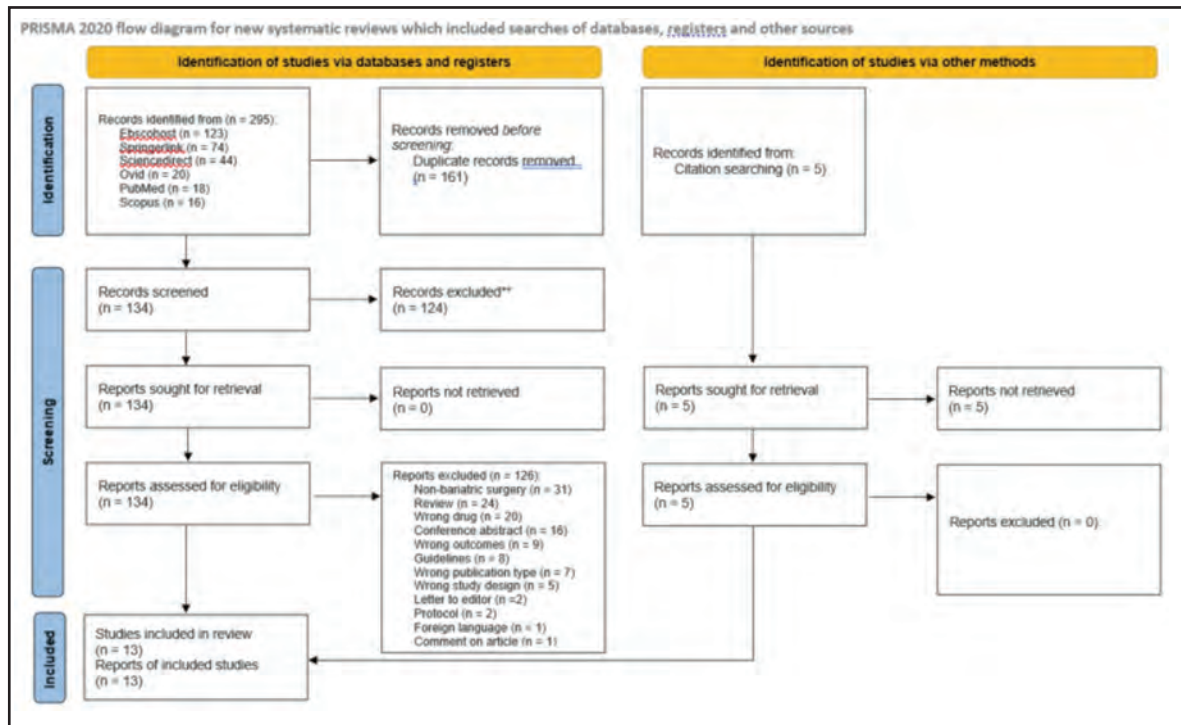 PRISMA 2020 flow diagram for new systematic reviews which included searches of databases, registers and other sources
Identification of studies via databases and registers
Identification of studies via other methods
Identification
Records identified from (n = 295):
Ebscohost (n = 123)
Springerlink (n = 74)
Sciencedirect (n = 44)
Ovid (n = 20)
PubMed (n = 18)
Scopus (n = 16)
Records removed before
screening:
Duplicate records removed
(n = 161)
Records identified from:
Citation searching (n = 5)
Screening
Records screened
(n = 134)
Records excluded**
(n = 124)
Reports sought for retrieval
(n = 134)
Reports not retrieved
(n = 0)
Reports sought for retrieval
(n = 5)
Reports not retrieved
(n = 5)
Reports assessed for eligibility
(n = 134)
Reports excluded (n = 126):
Non-bariatric surgery (n = 31)
Review (n = 24)
Wrong drug (n = 20)
Conference abstract (n = 16)
Wrong outcomes (n = 9)
Guidelines (n = 8)
Wrong publication type (n = 7)
Wrong study design (n = 5)
Letter to editor (n =2)
Protocol (n = 2)
Foreign language (n = 1)
Comment on article (n = 1)
Reports assessed for eligibility
(n = 5)
Reports excluded (n = 0)
Included
Studies included in review
(n = 13)
Reports of included studies
(n = 13)